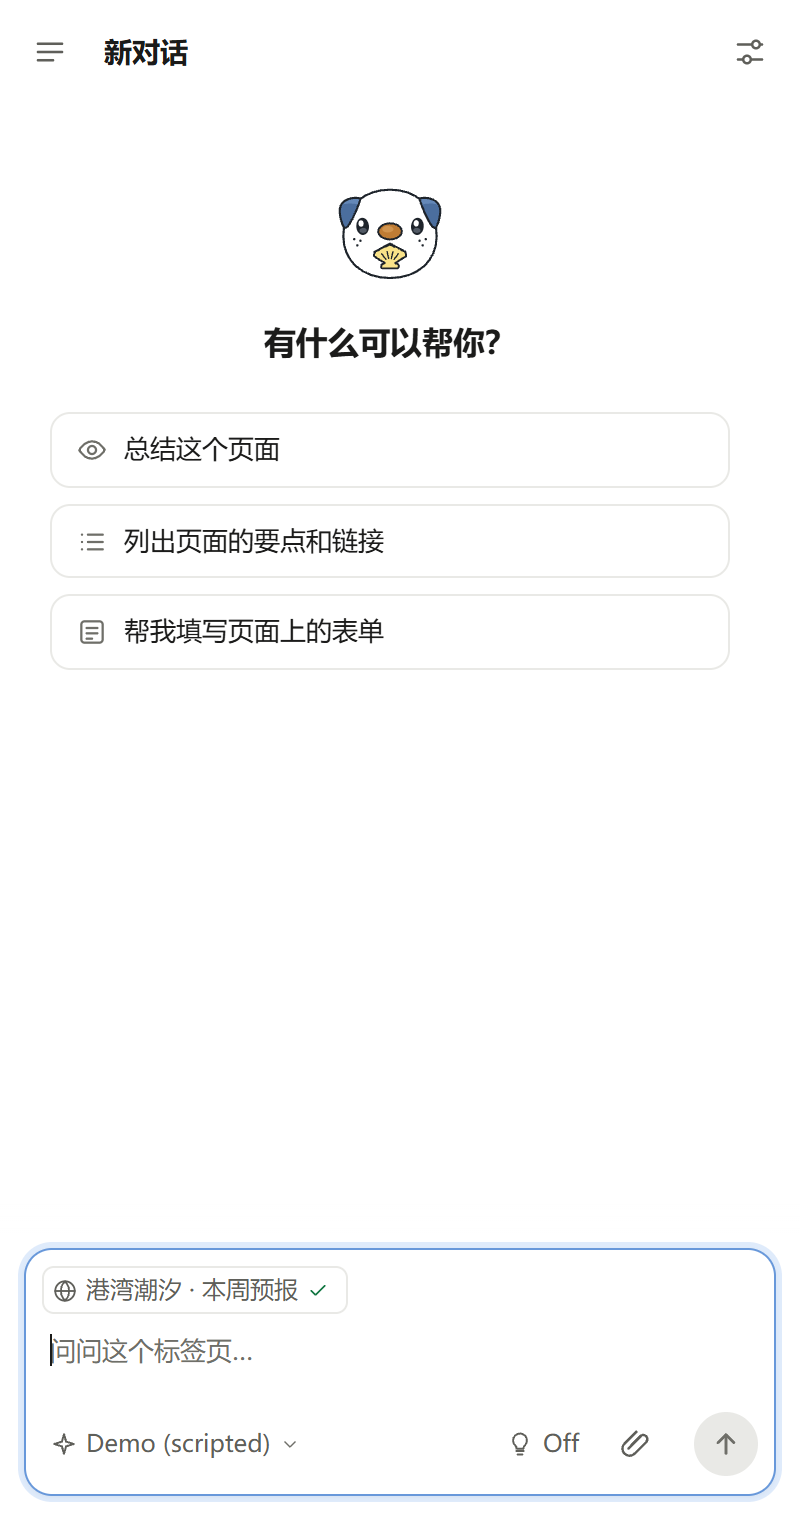 新对话
有什么可以帮你?
总结这个页面
列出页面的要点和链接
帮我填写页面上的表单
港湾潮汐 · 本周预报
问问这个标签页...
Demo (scripted)
Off